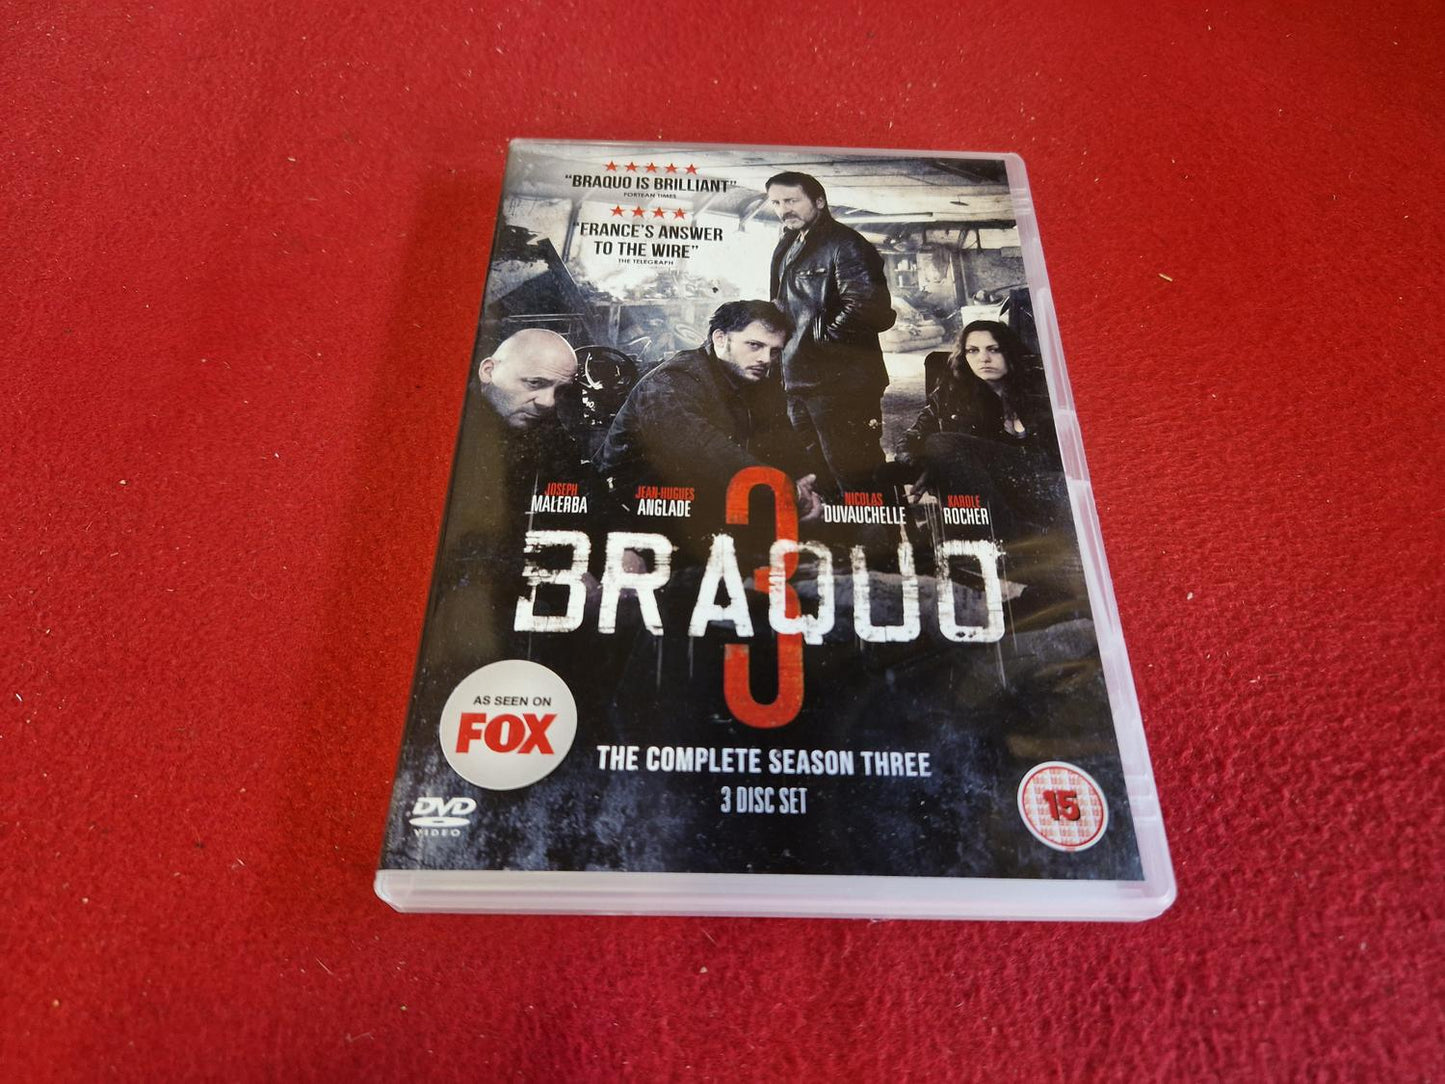 "BRAQUO IS BRILLIANT"
FORTEAN TIMES
"FRANCE'S ANSWER
TO THE WIRE"
THE TELEGRAPH
JOSEPH
MALERBA
JEAN-HUGUES
ANGLADE
NICOLAS
DUVAUCHELLE
KAROLE
ROCHER
3
BRAQUO
AS SEEN ON
FOX
THE COMPLETE SEASON THREE
3 DISC SET
DVD
VIDEO
15